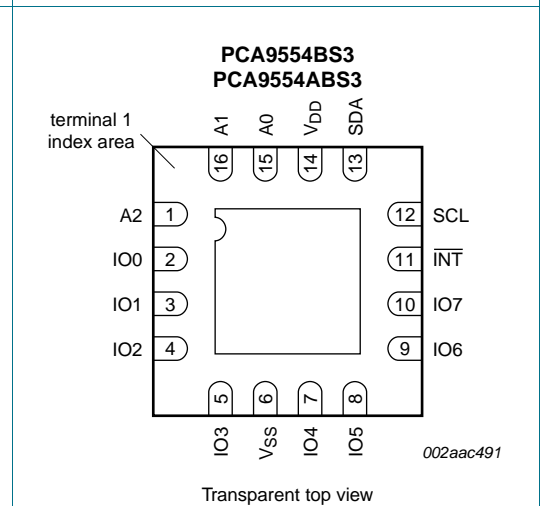 PCA9554BS3
PCA9554ABS3
terminal 1
index area
A1
A0
VDD
SDA
16
15
14
13
A2 1
12 SCL
IO0 2
11 INT
IO1 3
10 IO7
IO2 4
9 IO6
5
6
7
8
IO3
VSS
IO4
IO5
002aac491
Transparent top view